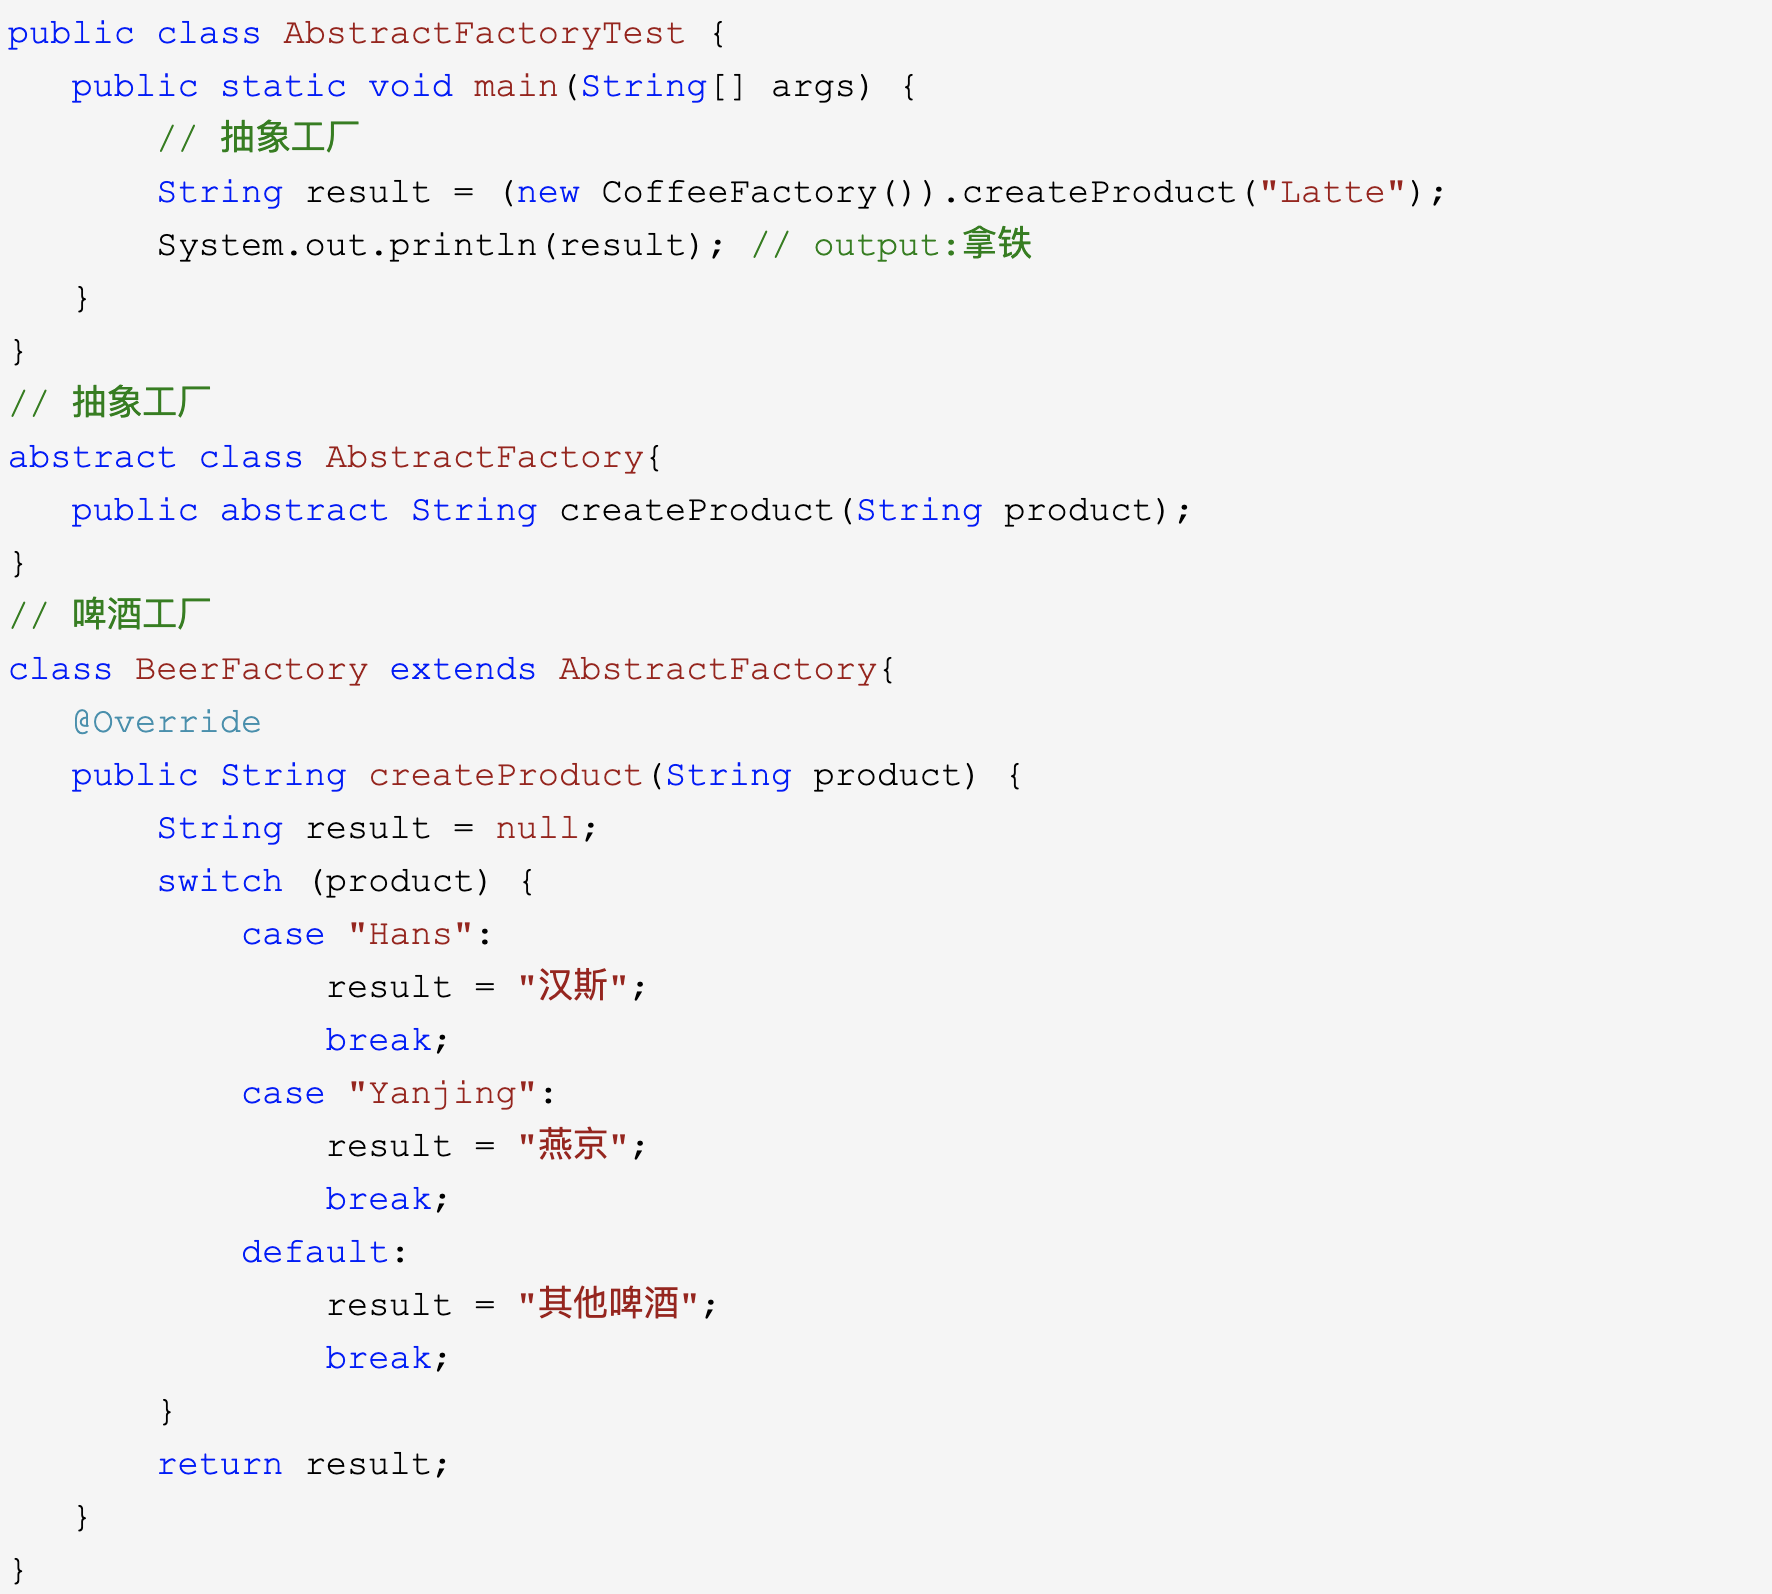 public class AbstractFactoryTest {
   public static void main(String[] args) {
       // 抽象工厂
       String result = (new CoffeeFactory()).createProduct("Latte");
       System.out.println(result); // output:拿铁
   }
}
// 抽象工厂
abstract class AbstractFactory{
   public abstract String createProduct(String product);
}
// 啤酒工厂
class BeerFactory extends AbstractFactory{
   @Override
   public String createProduct(String product) {
       String result = null;
       switch (product) {
           case "Hans":
               result = "汉斯";
               break;
           case "Yanjing":
               result = "燕京";
               break;
           default:
               result = "其他啤酒";
               break;
       }
       return result;
   }
}